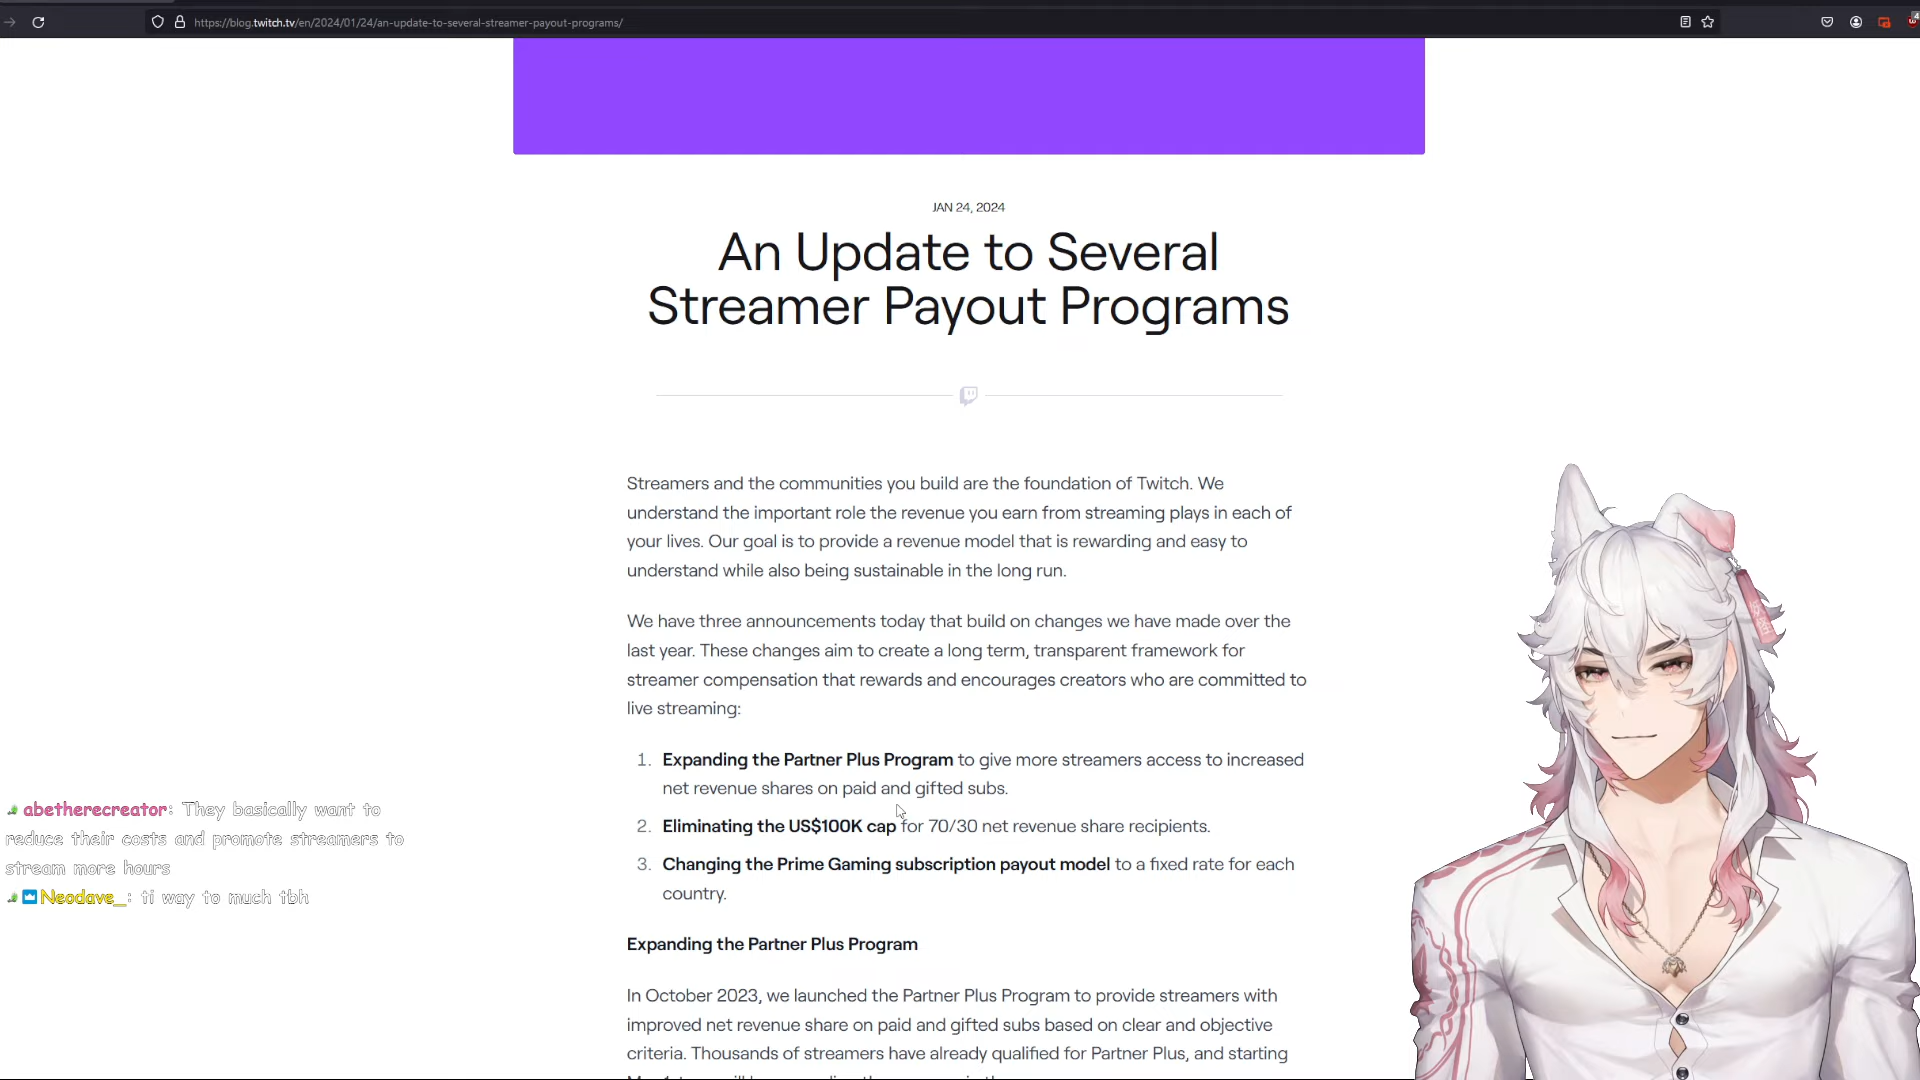 https://blog.twitch.tv/en/2024/01/24/an-update-to-several-streamer-payout-programs/
JAN 24, 2024
An Update to Several
Streamer Payout Programs
Streamers and the communities you build are the foundation of Twitch. We
understand the important role the revenue you earn from streaming plays in each of
your lives. Our goal is to provide a revenue model that is rewarding and easy to
understand while also being sustainable in the long run.
We have three announcements today that build on changes we have made over the
last year. These changes aim to create a long term, transparent framework for
streamer compensation that rewards and encourages creators who are committed to
live streaming:
1. Expanding the Partner Plus Program to give more streamers access to increased
net revenue shares on paid and gifted subs.
2. Eliminating the US$100K cap for 70/30 net revenue share recipients.
3. Changing the Prime Gaming subscription payout model to a fixed rate for each
country.
Expanding the Partner Plus Program
In October 2023, we launched the Partner Plus Program to provide streamers with
improved net revenue share on paid and gifted subs based on clear and objective
criteria. Thousands of streamers have already qualified for Partner Plus, and starting
abetherecreator: They basically want to
reduce their costs and promote streamers to
stream more hours
Neodave_: ti way to much tbh